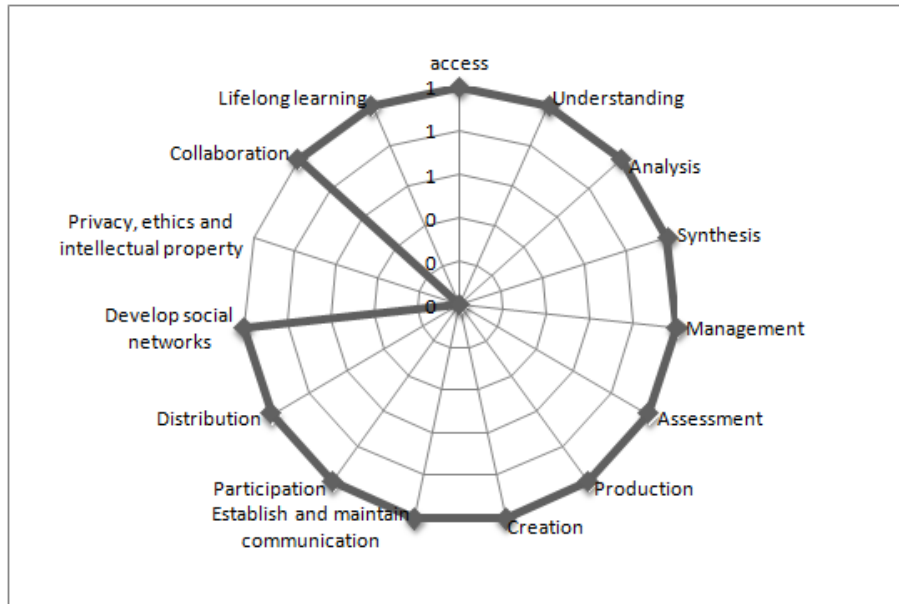 access
Lifelong learning
1
Understanding
Collaboration
1
Analysis
1
Privacy, ethics and
intellectual property
0
Synthesis
0
0
Develop social
networks
Management
Distribution
Assessment
Participation
Production
Establish and maintain
communication
Creation